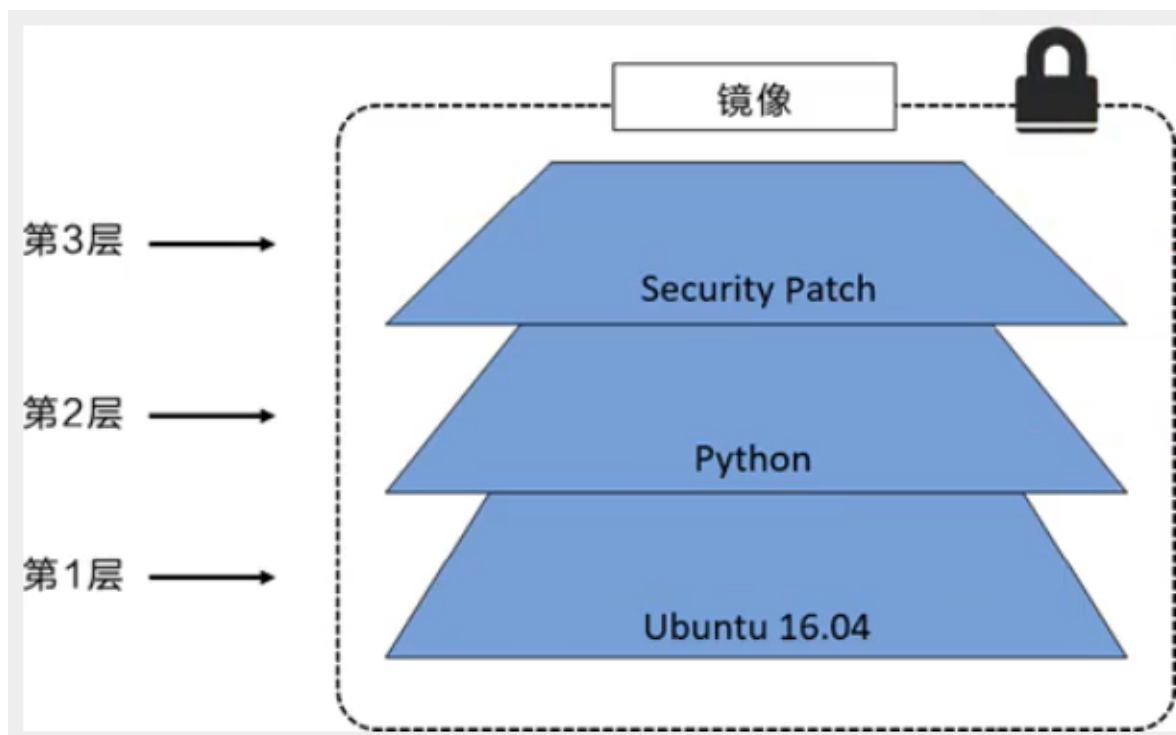 镜像
第3层
Security Patch
第2层
Python
第1层
Ubuntu 16.04